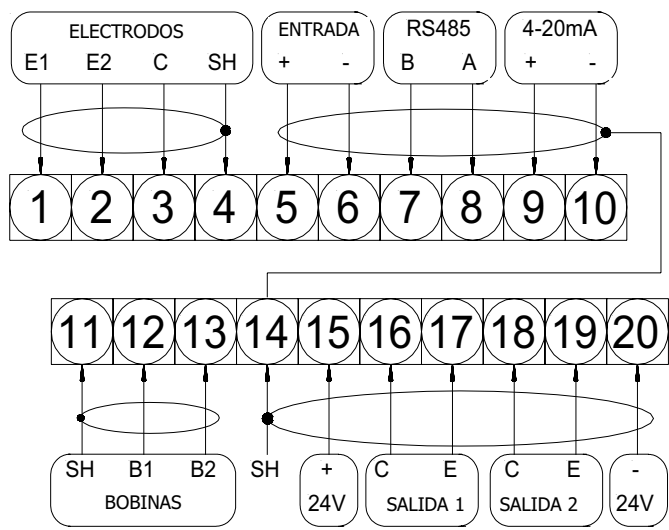 ELECTRODOS ENTRADA RS485 4-20mA
E1 E2 C SH + - B A + -
1 2 3 4 5 6 7 8 9 10
11 12 13 14 15 16 17 18 19 20
SH B1 B2 SH + C E C E -
BOBINAS 24V SALIDA 1 SALIDA 2 24V